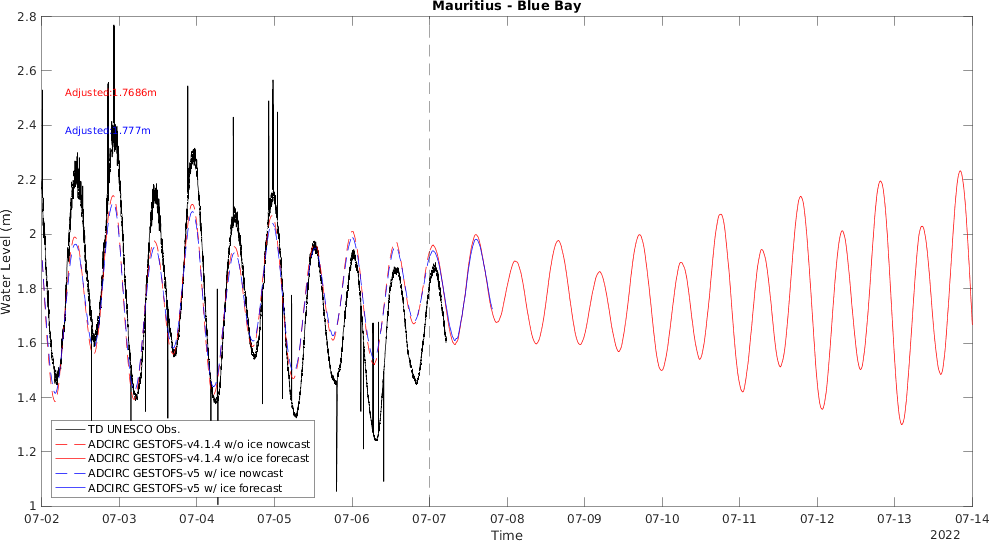 Mauritius - Blue Bay
2.8
2.6
2.4
2.2
2
1.8
1.6
1.4
1.2
1
Water Level (m)
Adjusted:1.7686m
Adjusted:1.777m
TD UNESCO Obs.
ADCIRC GESTOFS-v4.1.4 w/o ice nowcast
ADCIRC GESTOFS-v4.1.4 w/o ice forecast
ADCIRC GESTOFS-v5 w/ ice nowcast
ADCIRC GESTOFS-v5 w/ ice forecast
07-02 07-03 07-04 07-05 07-06 07-07 07-08 07-09 07-10 07-11 07-12 07-13 07-14
Time
2022